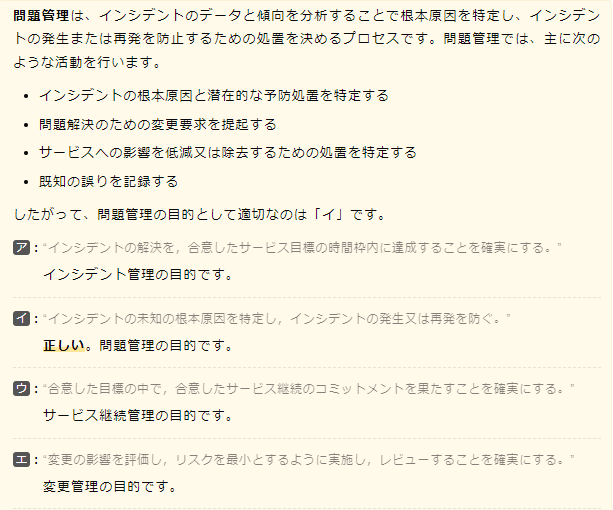 問題管理は、インシデントのデータと傾向を分析することで根本原因を特定し、インシデン
トの発生または再発を防止するための処置を決めるプロセスです。問題管理では、主に次の
ような活動を行います。
• インシデントの根本原因と潜在的な予防処置を特定する
• 問題解決のための変更要求を提起する
• サービスへの影響を低減又は除去するための処置を特定する
• 既知の誤りを記録する
したがって、問題管理の目的として適切なのは「イ」です。
ア：“インシデントの解決を，合意したサービス目標の時間枠内に達成することを確実にする。”
インシデント管理の目的です。
イ：“インシデントの未知の根本原因を特定し，インシデントの発生又は再発を防ぐ。”
正しい。問題管理の目的です。
ウ：“合意した目標の中で，合意したサービス継続のコミットメントを果たすことを確実にする。”
サービス継続管理の目的です。
エ：“変更の影響を評価し，リスクを最小とするように実施し，レビューすることを確実にする。”
変更管理の目的です。